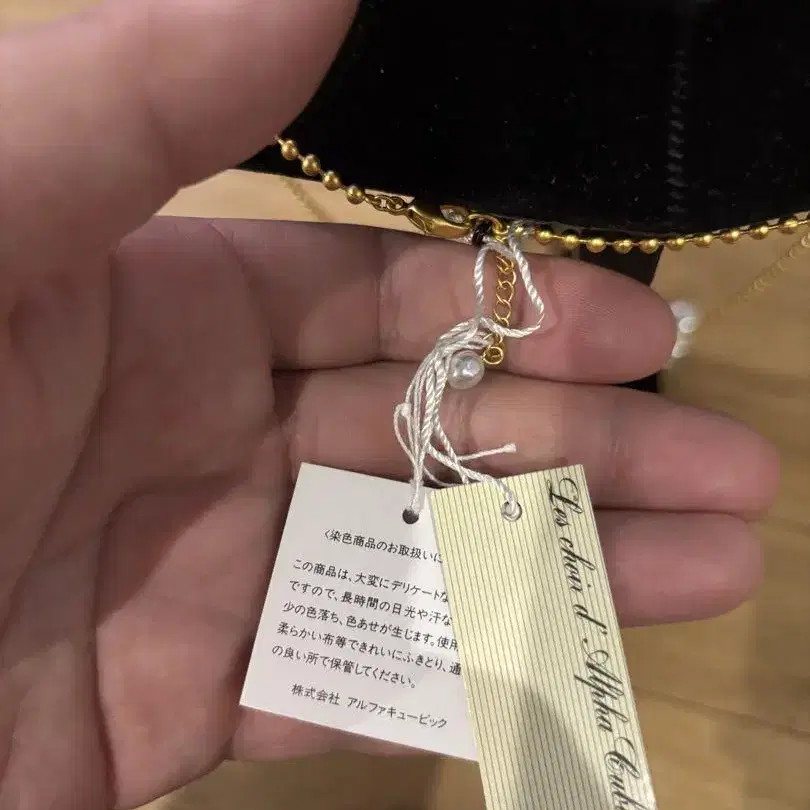 〈染色商品のお取扱いに
この商品は、大変にデリケートな
ですので、長時間の日光や汗な
少の色落ち、色あせが生じます。使用
柔らかい布等できれいにふきとり、通
の良い所で保管してください。
株式会社 アルファキュービック
Les choix d'Alpha Cub